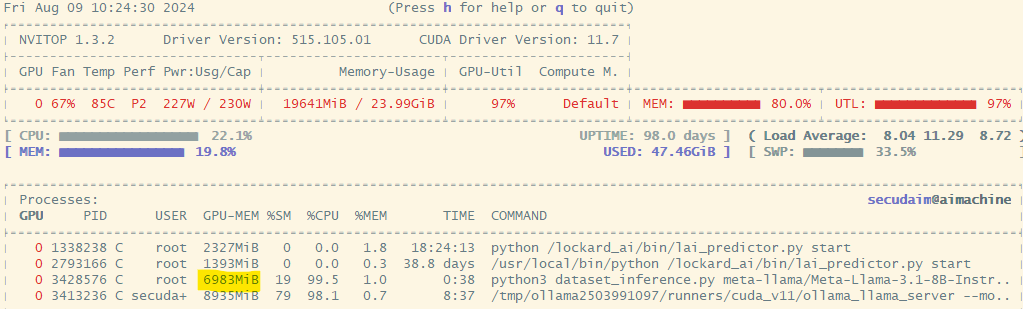 Fri Aug 09 10:24:30 2024 (Press h for help or q to quit)
NVITOP 1.3.2 Driver Version: 515.105.01 CUDA Driver Version: 11.7
GPU Fan Temp Perf Pwr:Usg/Cap Memory-Usage GPU-Util Compute M.
0 67% 85C P2 227W / 230W 19641MiB / 23.99GiB 97% Default MEM: 80.0% UTL: 97%
[ CPU: 22.1% UPTIME: 98.0 days ] ( Load Average: 8.04 11.29 8.72 )
[ MEM: 19.8% USED: 47.46GiB ] [ SWP: 33.5% ]
Processes: secudaim@aimachine
GPU PID USER GPU-MEM %SM %CPU %MEM TIME COMMAND
0 1338238 C root 2327MiB 0 0.0 1.8 18:24:13 python /lockard_ai/bin/lai_predictor.py start
0 2793166 C root 1393MiB 0 0.0 0.3 38.8 days /usr/local/bin/python /lockard_ai/bin/lai_predictor.py start
0 3428576 C root 6983MiB 19 99.5 1.0 0:38 python3 dataset_inference.py meta-llama/Meta-Llama-3.1-8B-Instr..
0 3413236 C secuda+ 8935MiB 79 98.1 0.7 8:37 /tmp/ollama2503991097/runners/cuda_v11/ollama_llama_server --mo..